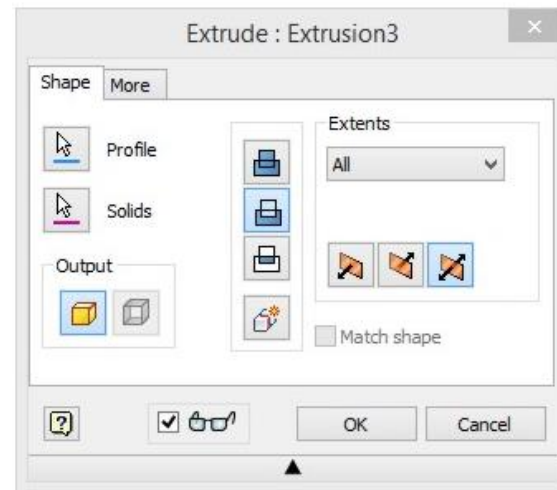 Extrude : Extrusion3
Shape More
Profile
Solids
Output
Extents
All
Match shape
OK Cancel